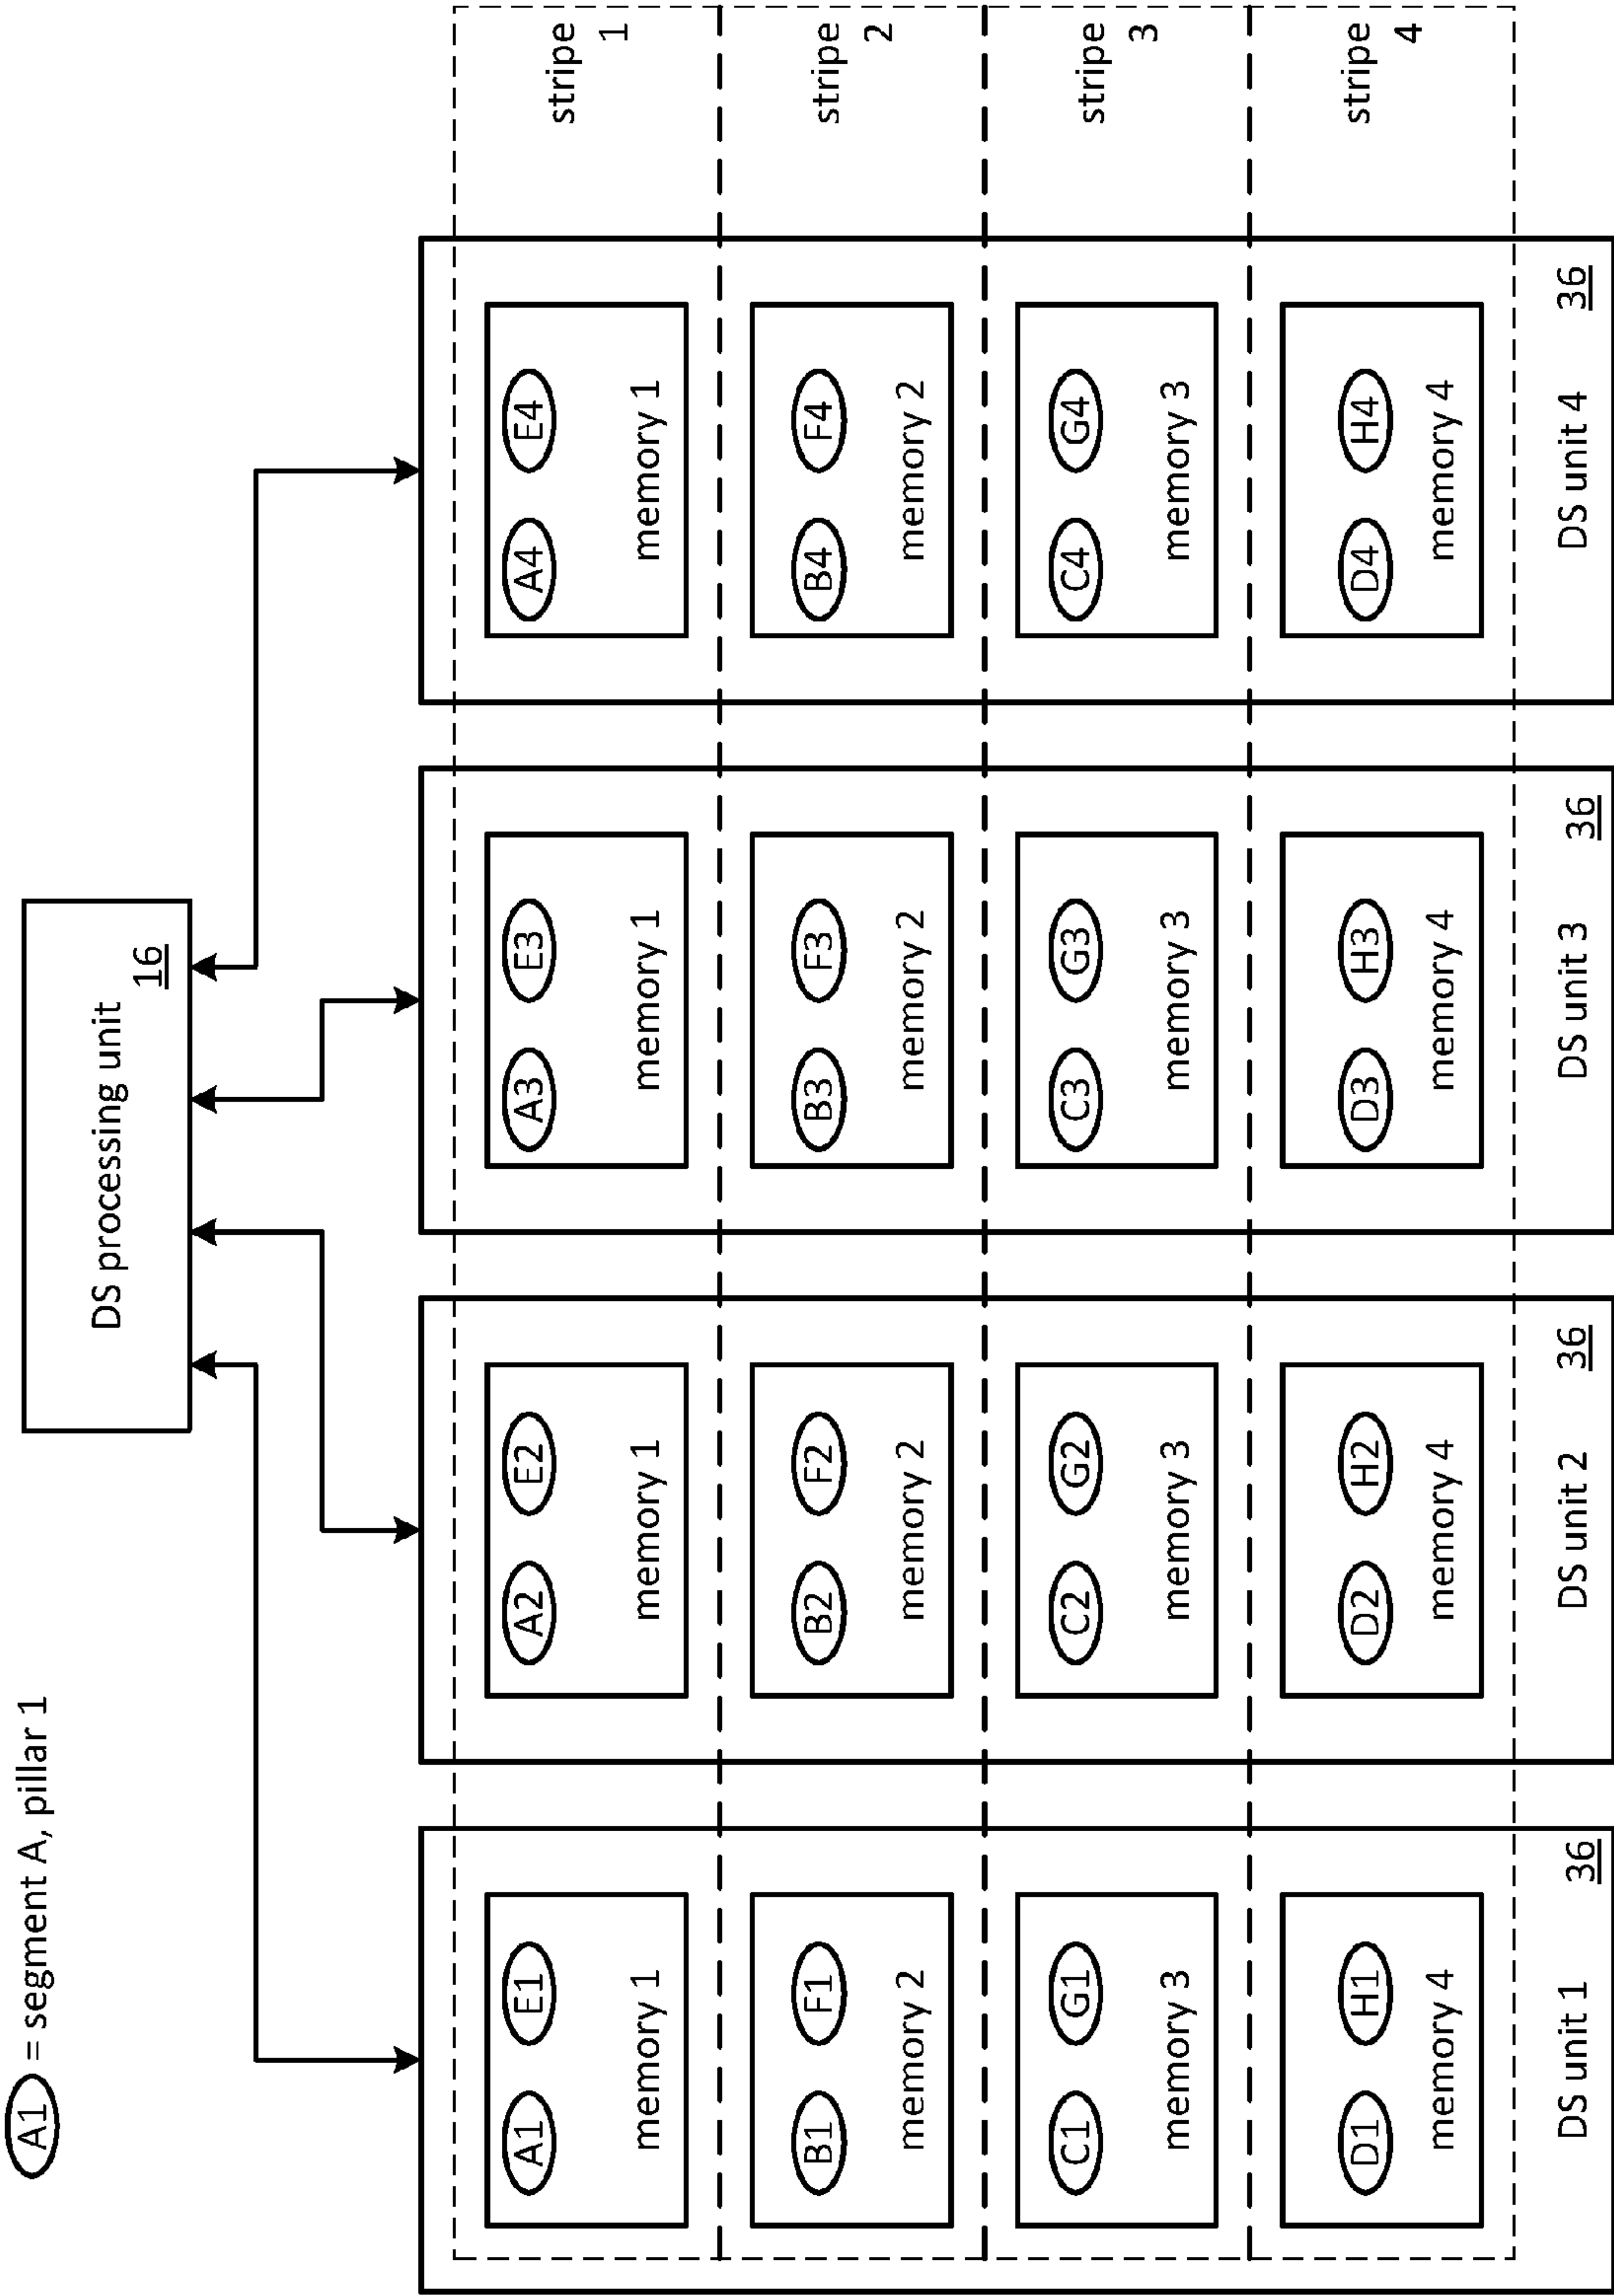 A1 = segment A, pillar 1
DS processing unit
16
A1 E1
memory 1
B1 F1
memory 2
C1 G1
memory 3
D1 H1
memory 4
DS unit 1
36
A2 E2
memory 1
B2 F2
memory 2
C2 G2
memory 3
D2 H2
memory 4
DS unit 2
36
A3 E3
memory 1
B3 F3
memory 2
C3 G3
memory 3
D3 H3
memory 4
DS unit 3
36
A4 E4
memory 1
B4 F4
memory 2
C4 G4
memory 3
D4 H4
memory 4
DS unit 4
36
stripe
1
stripe
2
stripe
3
stripe
4